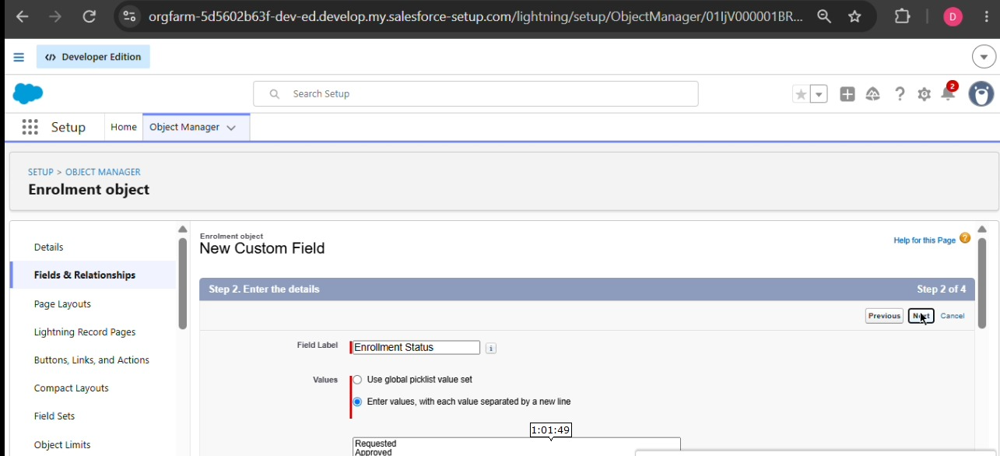 orgfarm-5d5602b63f-dev-ed.develop.my.salesforce-setup.com/lightning/setup/ObjectManager/01IjV000001BR...
D
</> Developer Edition
Search Setup
2
Setup
Home
Object Manager
SETUP > OBJECT MANAGER
Enrolment object
Details
Fields & Relationships
Page Layouts
Lightning Record Pages
Buttons, Links, and Actions
Compact Layouts
Field Sets
Object Limits
Enrolment object
New Custom Field
Help for this Page ?
Step 2. Enter the details
Step 2 of 4
Previous
Next
Cancel
Field Label
Enrollment Status
i
Values
Use global picklist value set
Enter values, with each value separated by a new line
1:01:49
Requested
Approved